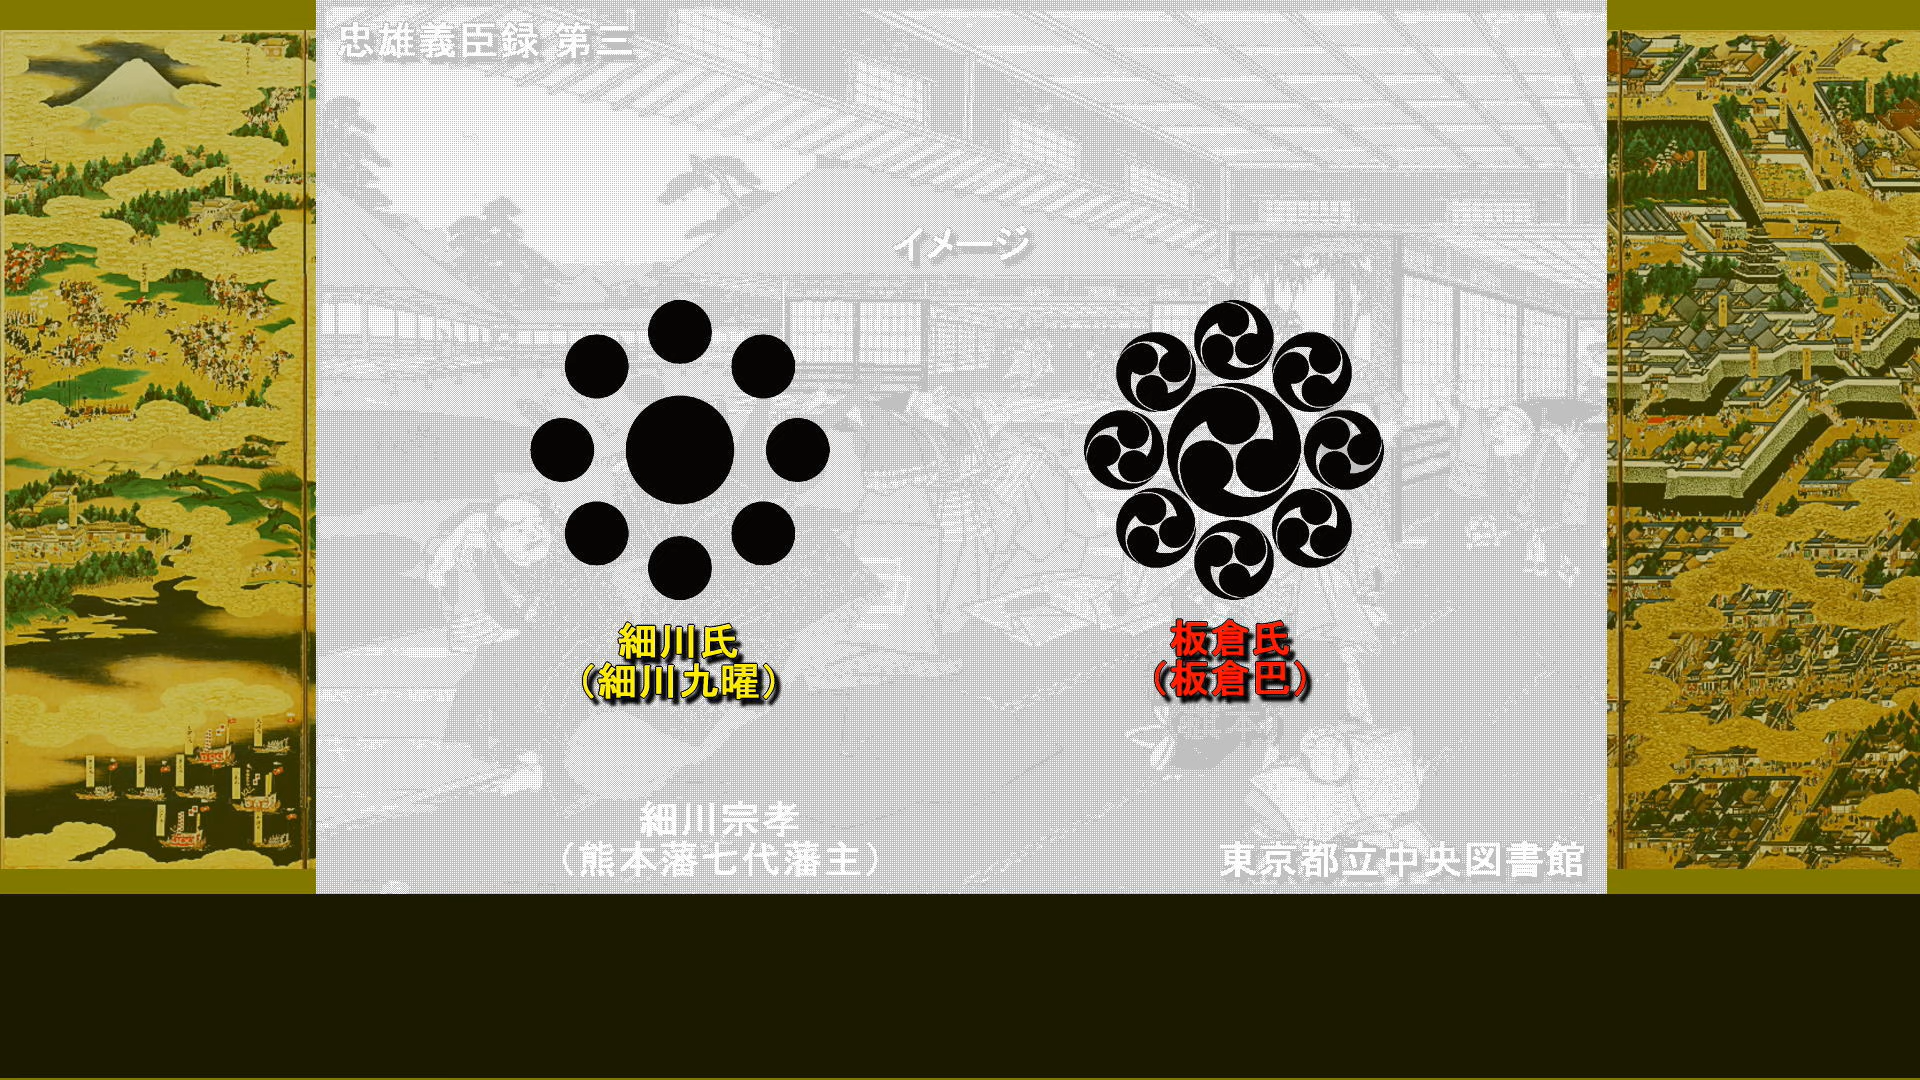 忠雄義臣録 第三
イメージ
細川氏
（細川九曜）
板倉氏
（板倉巴）
細川宗孝
（熊本藩七代藩主）
東京都立中央図書館